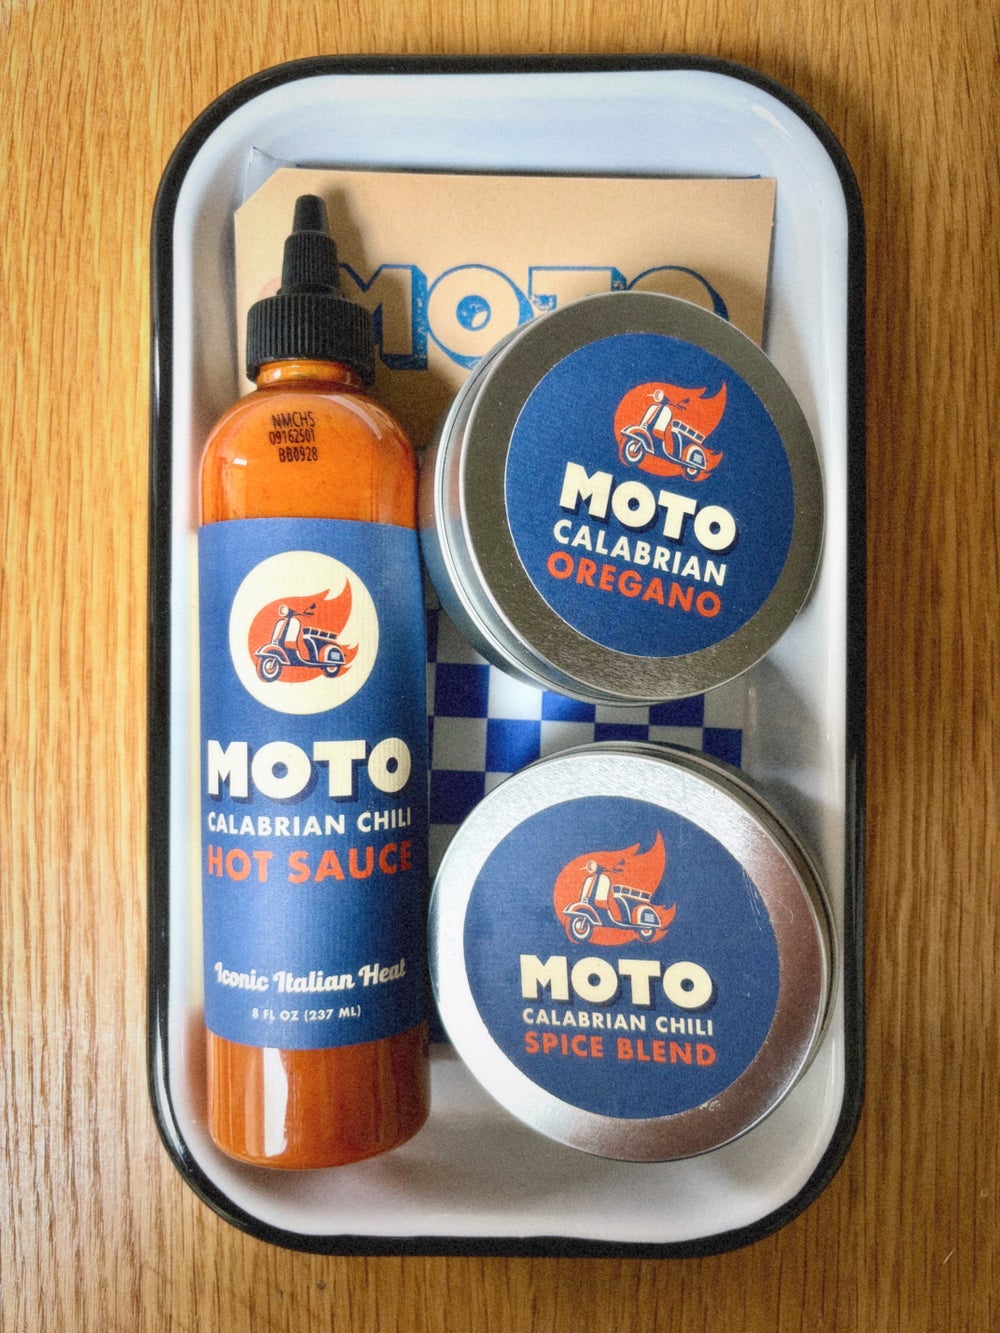 MOTO
NMCHS
09162501
BB0928
MOTO
CALABRIAN CHILI
HOT SAUCE
Iconic Italian Heat
8 FL OZ (237 ML)
MOTO
CALABRIAN
OREGANO
MOTO
CALABRIAN CHILI
SPICE BLEND